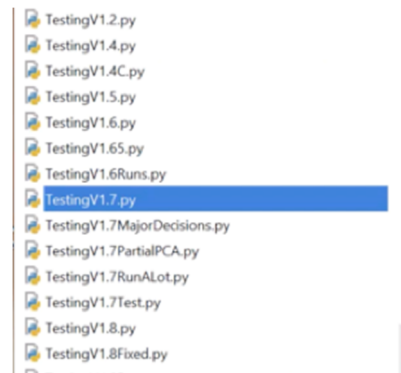 TestingV1.2.py
TestingV1.4.py
TestingV1.4C.py
TestingV1.5.py
TestingV1.6.py
TestingV1.65.py
TestingV1.6Runs.py
TestingV1.7.py
TestingV1.7MajorDecisions.py
TestingV1.7PartialPCA.py
TestingV1.7RunALot.py
TestingV1.7Test.py
TestingV1.8.py
TestingV1.8Fixed.py